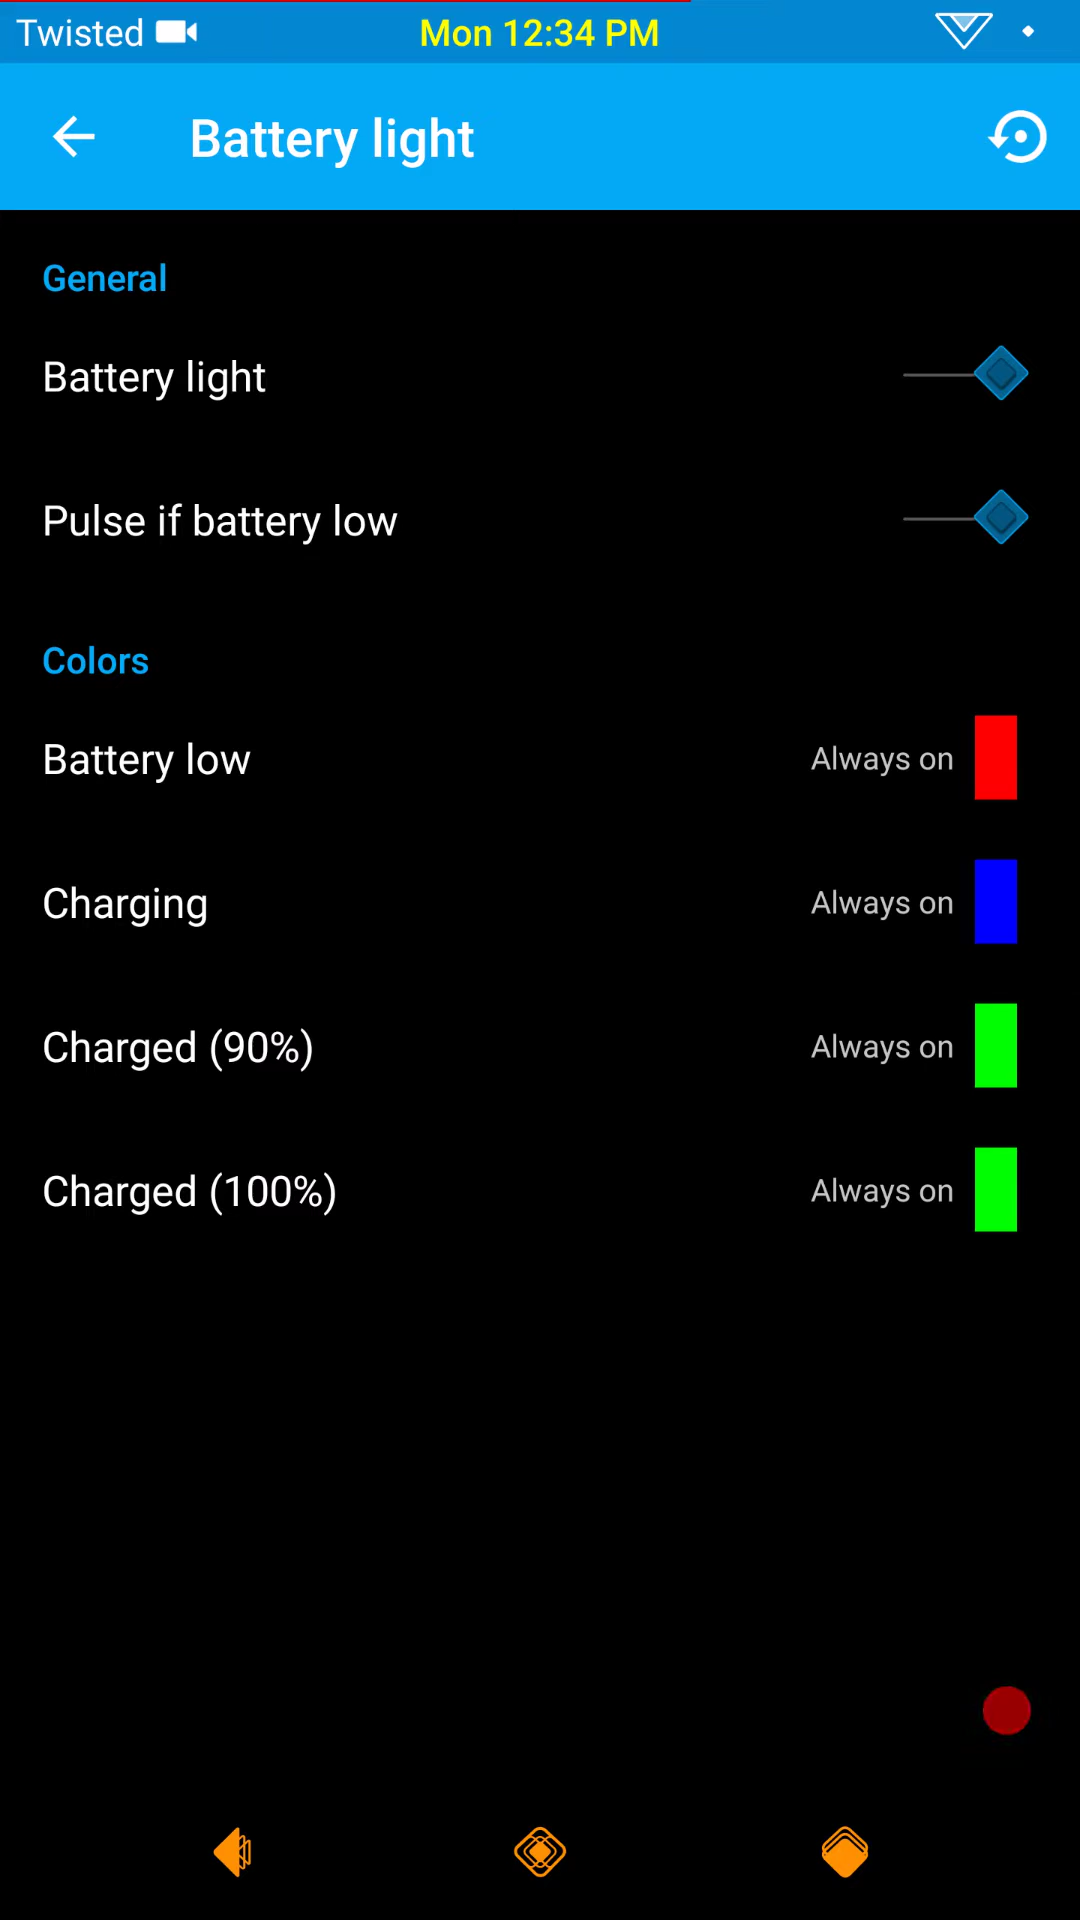 Twisted
Mon 12:34 PM
Battery light
General
Battery light
Pulse if battery low
Colors
Battery low Always on
Charging Always on
Charged (90%) Always on
Charged (100%) Always on